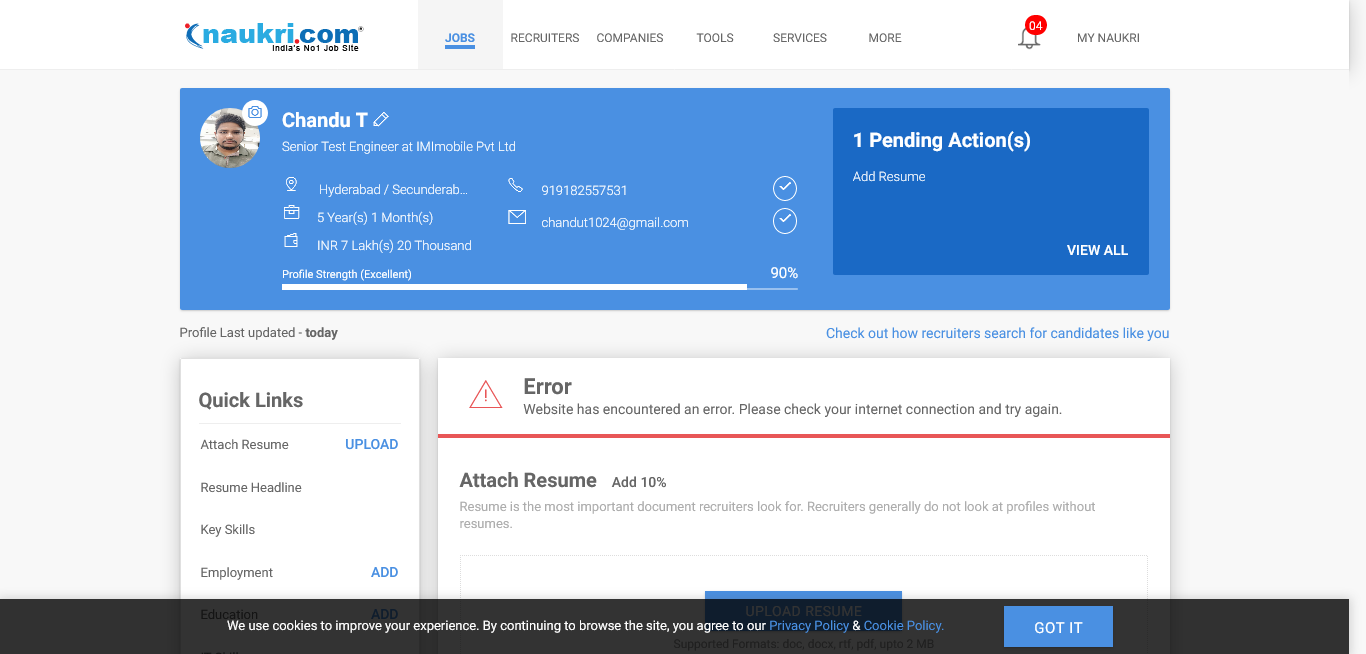 naukri.com
India's No1 Job Site
JOBS
RECRUITERS
COMPANIES
TOOLS
SERVICES
MORE
04
MY NAUKRI
Chandu T
Senior Test Engineer at IMImobile Pvt Ltd
Hyderabad / Secunderab...
919182557531
5 Year(s) 1 Month(s)
chandut1024@gmail.com
INR 7 Lakh(s) 20 Thousand
Profile Strength (Excellent)
90%
1 Pending Action(s)
Add Resume
VIEW ALL
Profile Last updated - today
Check out how recruiters search for candidates like you
Quick Links
Attach Resume UPLOAD
Resume Headline
Key Skills
Employment ADD
Education ADD
Error
Website has encountered an error. Please check your internet connection and try again.
Attach Resume Add 10%
Resume is the most important document recruiters look for. Recruiters generally do not look at profiles without
resumes.
UPLOAD RESUME
Supported Formats: doc, docx, rtf, pdf, upto 2 MB
We use cookies to improve your experience. By continuing to browse the site, you agree to our Privacy Policy & Cookie Policy.
GOT IT